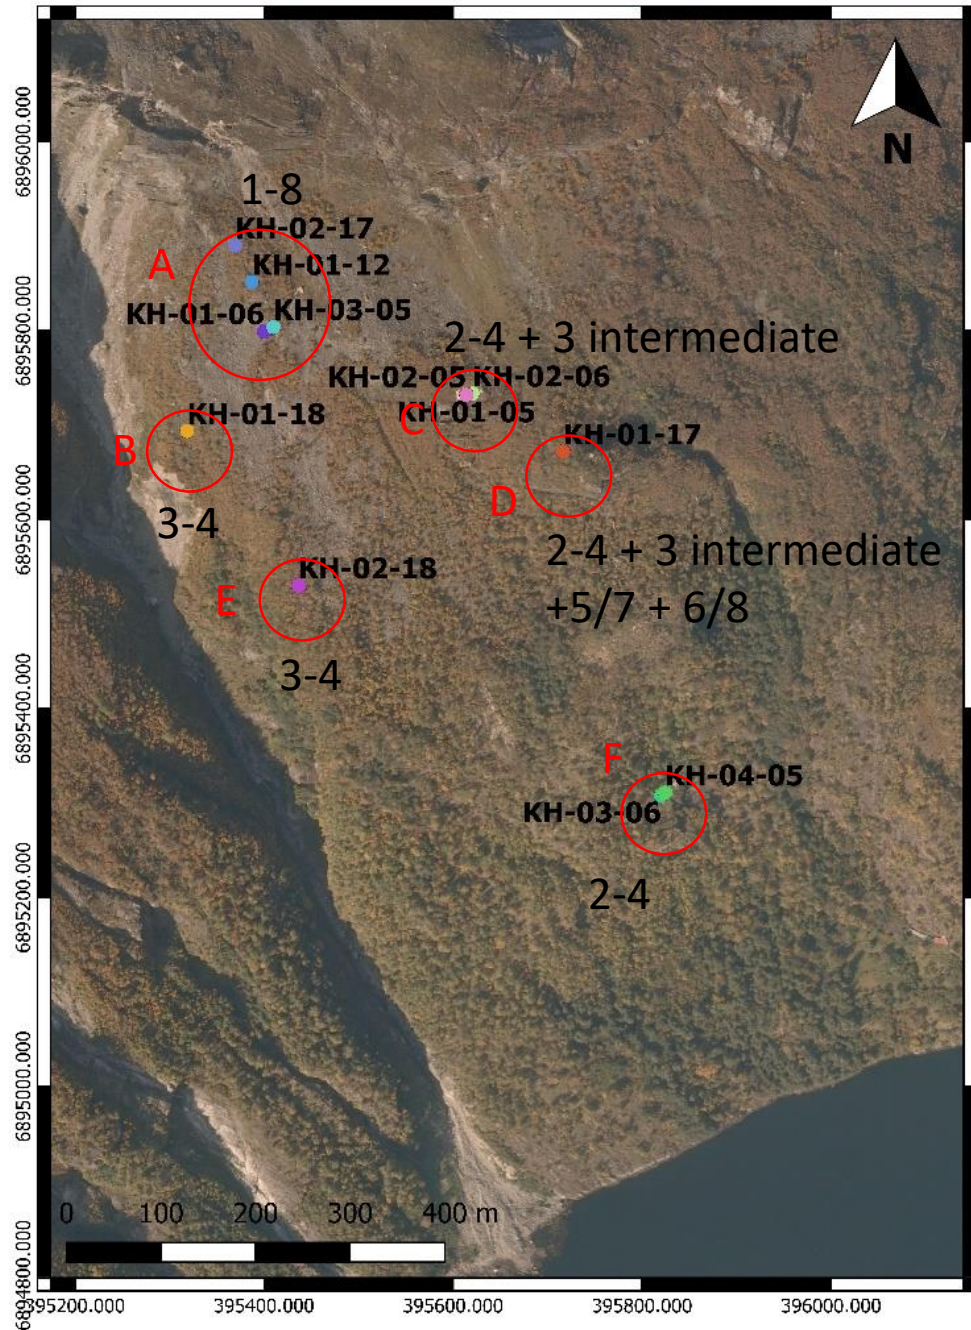 N
6896000.000
1-8
KH-02-17
A
KH-01-12
KH-01-06
KH-03-05
6895800.000
2-4 + 3 intermediate
KH-02-05
KH-02-06
KH-01-05
C
KH-01-18
B
KH-01-17
D
3-4
6895600.000
2-4 + 3 intermediate
+5/7 + 6/8
KH-02-18
E
3-4
6895400.000
F
KH-04-05
KH-03-06
2-4
6895200.000
6895000.000
0 100 200 300 400 m
6894800.000
395200.000 395400.000 395600.000 395800.000 396000.000